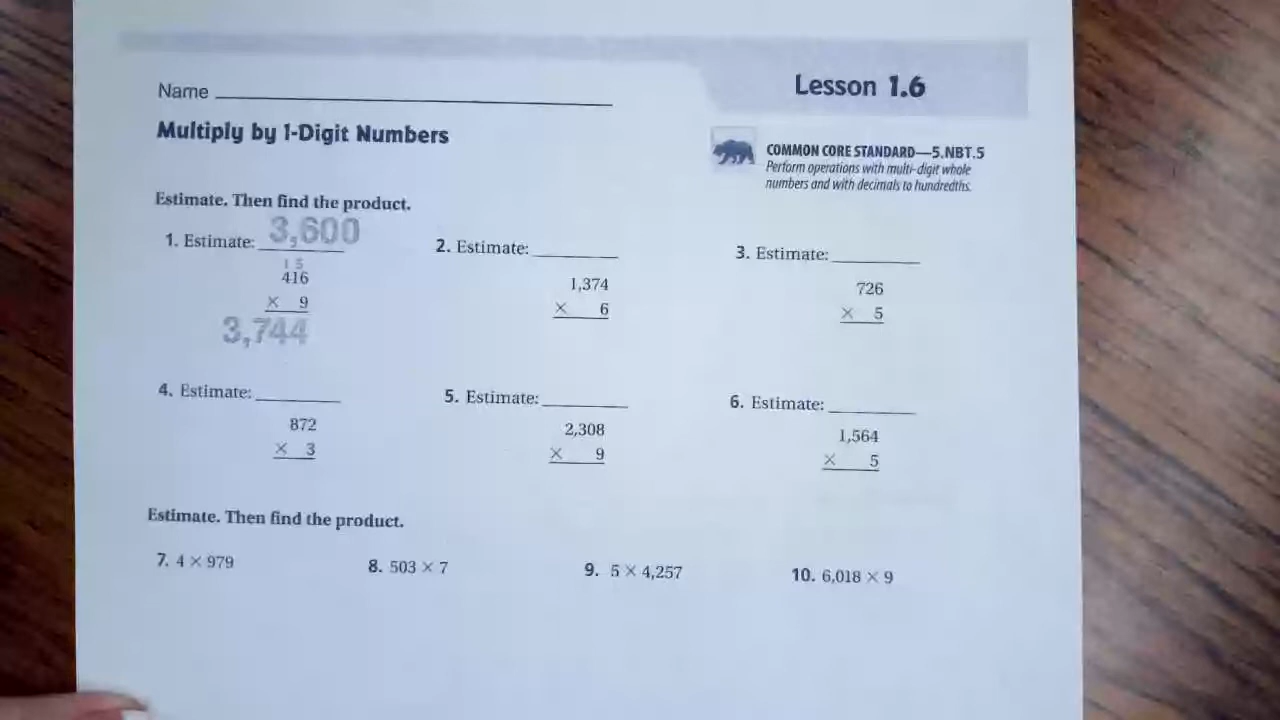 Lesson 1.6
Name
Multiply by 1-Digit Numbers
COMMON CORE STANDARD—5.NBT.5
Perform operations with multi-digit whole
numbers and with decimals to hundredths.
Estimate. Then find the product.
1. Estimate: 3,600
1 5
416
× 9
3,744
2. Estimate:
1,374
× 6
3. Estimate:
726
× 5
4. Estimate:
872
× 3
5. Estimate:
2,308
× 9
6. Estimate:
1,564
× 5
Estimate. Then find the product.
7. 4 × 979
8. 503 × 7
9. 5 × 4,257
10. 6,018 × 9